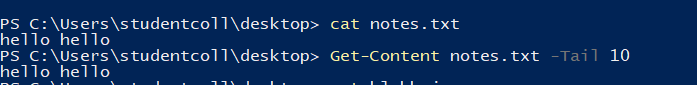 PS C:\Users\studentcoll\desktop> cat notes.txt
hello hello
PS C:\Users\studentcoll\desktop> Get-Content notes.txt -Tail 10
hello hello